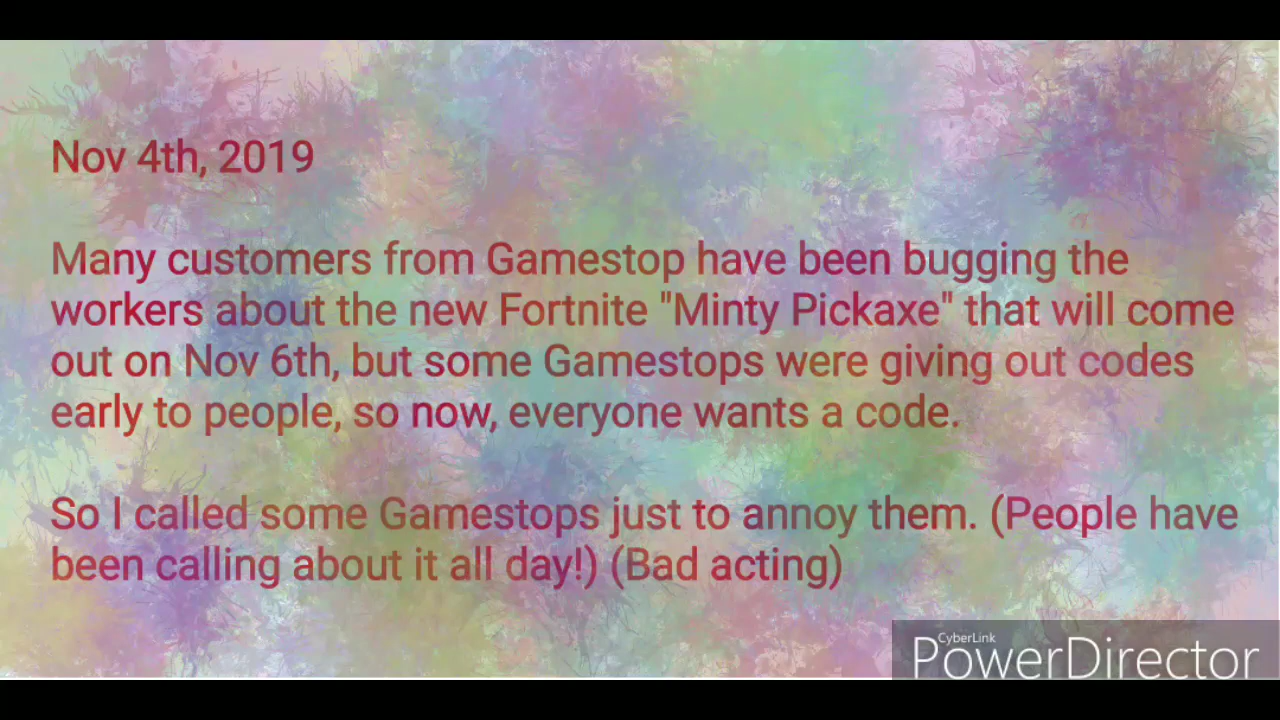 Nov 4th, 2019
Many customers from Gamestop have been bugging the
workers about the new Fortnite "Minty Pickaxe" that will come
out on Nov 6th, but some Gamestops were giving out codes
early to people, so now, everyone wants a code.
So I called some Gamestops just to annoy them. (People have
been calling about it all day!) (Bad acting)
CyberLink
PowerDirector